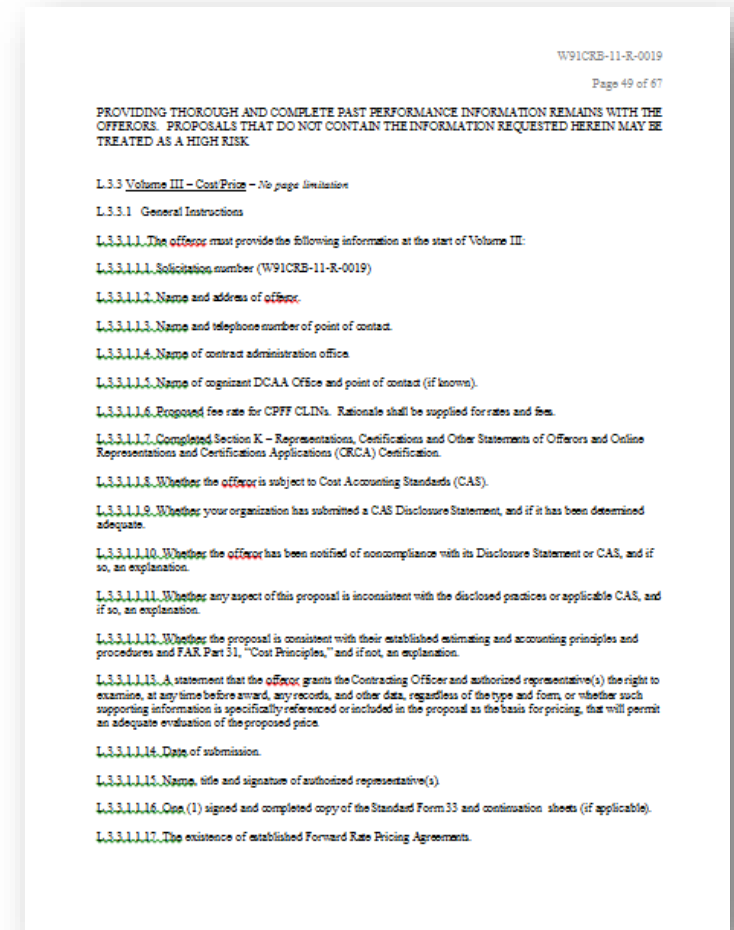 W91CRB-11-R-0019
Page 49 of 67
PROVIDING THOROUGH AND COMPLETE PAST PERFORMANCE INFORMATION REMAINS WITH THE
OFFERORS. PROPOSALS THAT DO NOT CONTAIN THE INFORMATION REQUESTED HEREIN MAY BE
TREATED AS A HIGH RISK
L.3.3 Volume III – Cost/Price – No page limitation
L.3.3.1 General Instructions
L.3.3.1.1. The offeror must provide the following information at the start of Volume III:
L.3.3.1.1.1. Solicitation number (W91CRB-11-R-0019)
L.3.3.1.1.2. Name and address of offeror.
L.3.3.1.1.3. Name and telephone number of point of contact.
L.3.3.1.1.4. Name of contract administration office.
L.3.3.1.1.5. Name of cognizant DCAA Office and point of contact (if known).
L.3.3.1.1.6. Proposed fee rate for CPFF CLINs. Rationale shall be supplied for rates and fees.
L.3.3.1.1.7. Completed Section K – Representations, Certifications and Other Statements of Offerors and Online
Representations and Certifications Applications (ORCA) Certification.
L.3.3.1.1.8. Whether the offeror is subject to Cost Accounting Standards (CAS).
L.3.3.1.1.9. Whether your organization has submitted a CAS Disclosure Statement, and if it has been determined
adequate.
L.3.3.1.1.10. Whether the offeror has been notified of noncompliance with its Disclosure Statement or CAS, and if
so, an explanation.
L.3.3.1.1.11. Whether any aspect of this proposal is inconsistent with the disclosed practices or applicable CAS, and
if so, an explanation.
L.3.3.1.1.12. Whether the proposal is consistent with their established estimating and accounting principles and
procedures and FAR Part 31, “Cost Principles,” and if not, an explanation.
L.3.3.1.1.13. A statement that the offeror grants the Contracting Officer and authorized representative(s) the right to
examine, at any time before award, any records, and other data, regardless of the type and form, or whether such
supporting information is specifically referenced or included in the proposal as the basis for pricing, that will permit
an adequate evaluation of the proposed price.
L.3.3.1.1.14. Date of submission.
L.3.3.1.1.15. Name, title and signature of authorized representative(s).
L.3.3.1.1.16. One (1) signed and completed copy of the Standard Form 33 and continuation sheets (if applicable).
L.3.3.1.1.17. The existence of established Forward Rate Pricing Agreements.